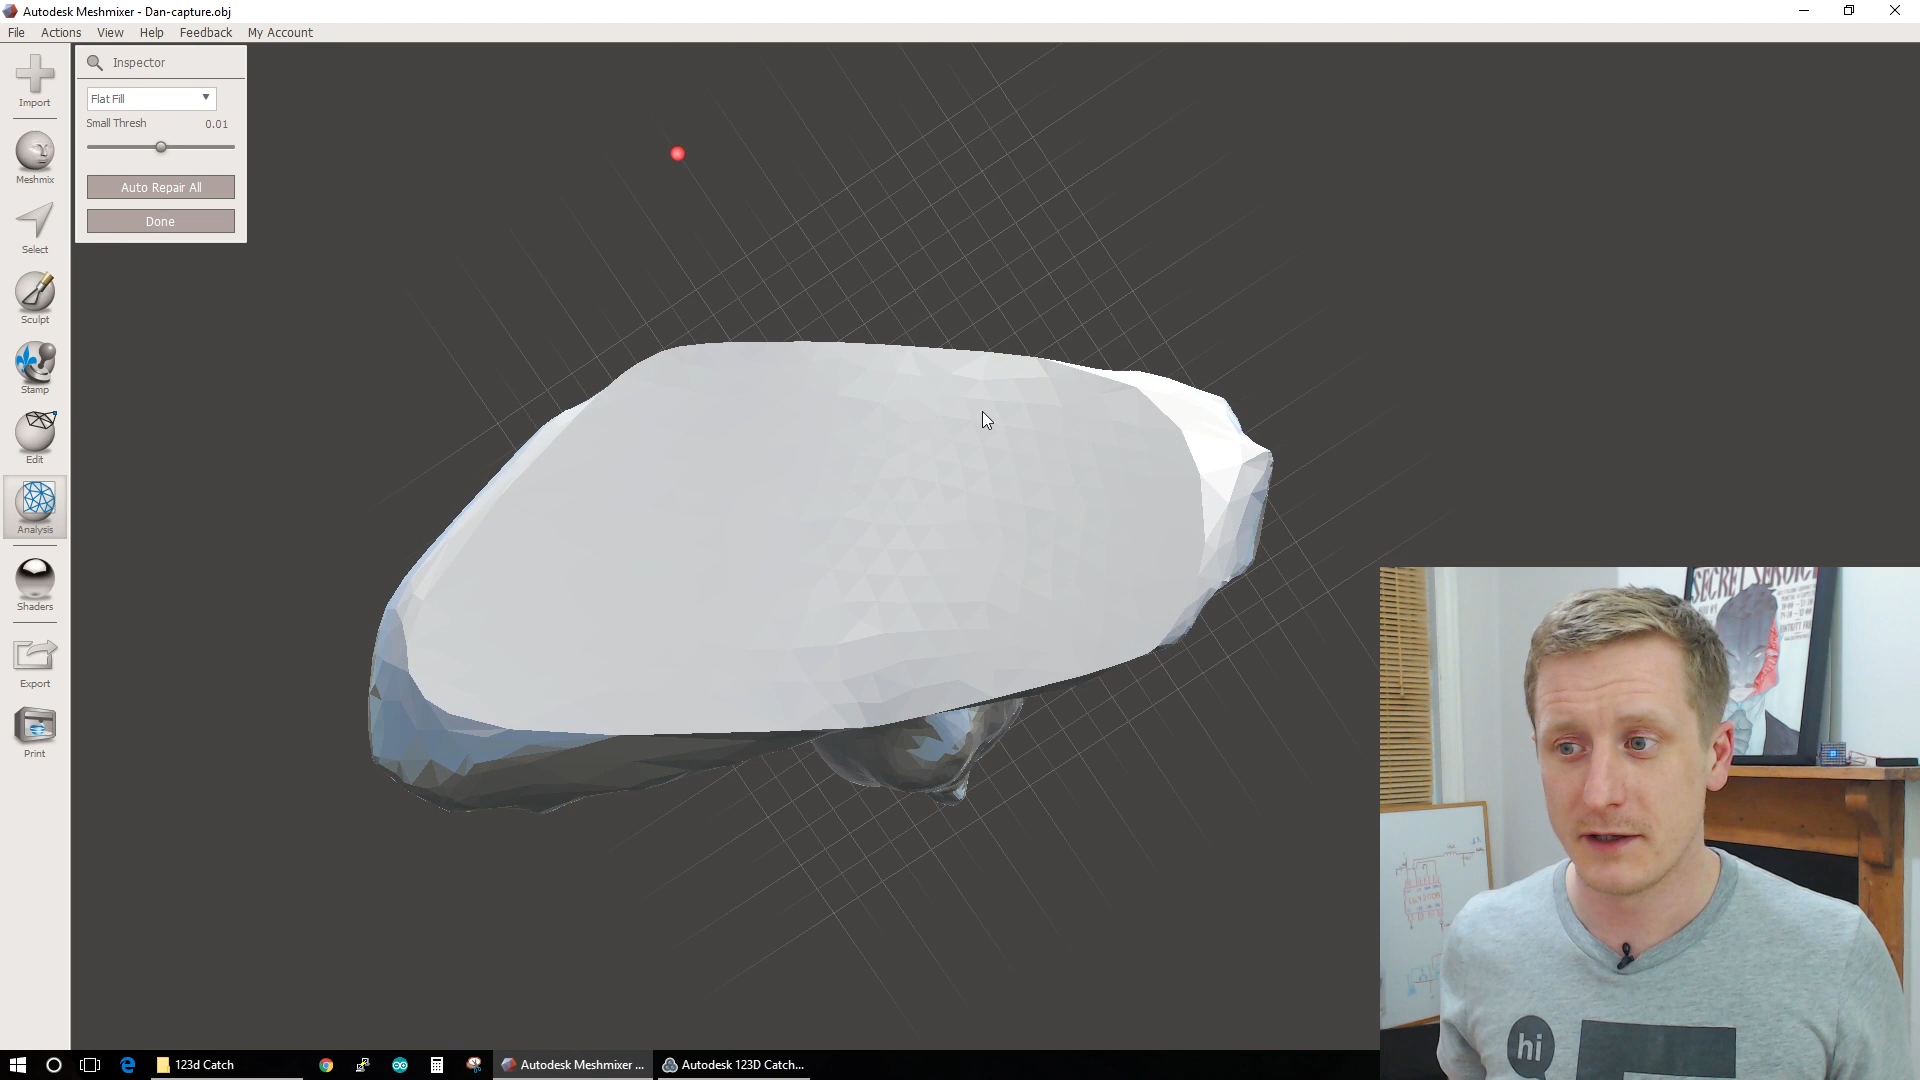 Autodesk Meshmixer - Dan-capture.obj
File Actions View Help Feedback My Account
Inspector
Import
Flat Fill
Small Thresh 0.01
Meshmix
Auto Repair All
Done
Select
Sculpt
Stamp
Edit
Analysis
Shaders
Export
Print
SECRET SERVICE
hi
123d Catch
Autodesk Meshmixer ...
Autodesk 123D Catch...